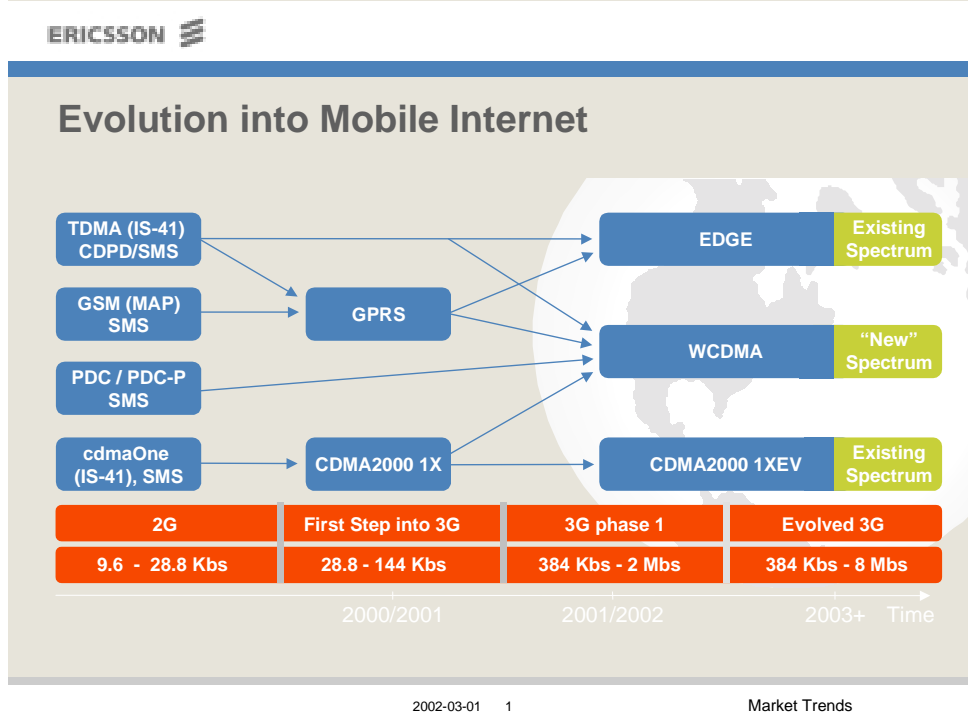 ERICSSON
Evolution into Mobile Internet
TDMA (IS-41)
CDPD/SMS
EDGE
Existing
Spectrum
GSM (MAP)
SMS
GPRS
WCDMA
“New”
Spectrum
PDC / PDC-P
SMS
cdmaOne
(IS-41), SMS
CDMA2000 1X
CDMA2000 1XEV
Existing
Spectrum
2G
First Step into 3G
3G phase 1
Evolved 3G
9.6 - 28.8 Kbs
28.8 - 144 Kbs
384 Kbs - 2 Mbs
384 Kbs - 8 Mbs
2000/2001
2001/2002
2003+
Time
2002-03-01
1
Market Trends